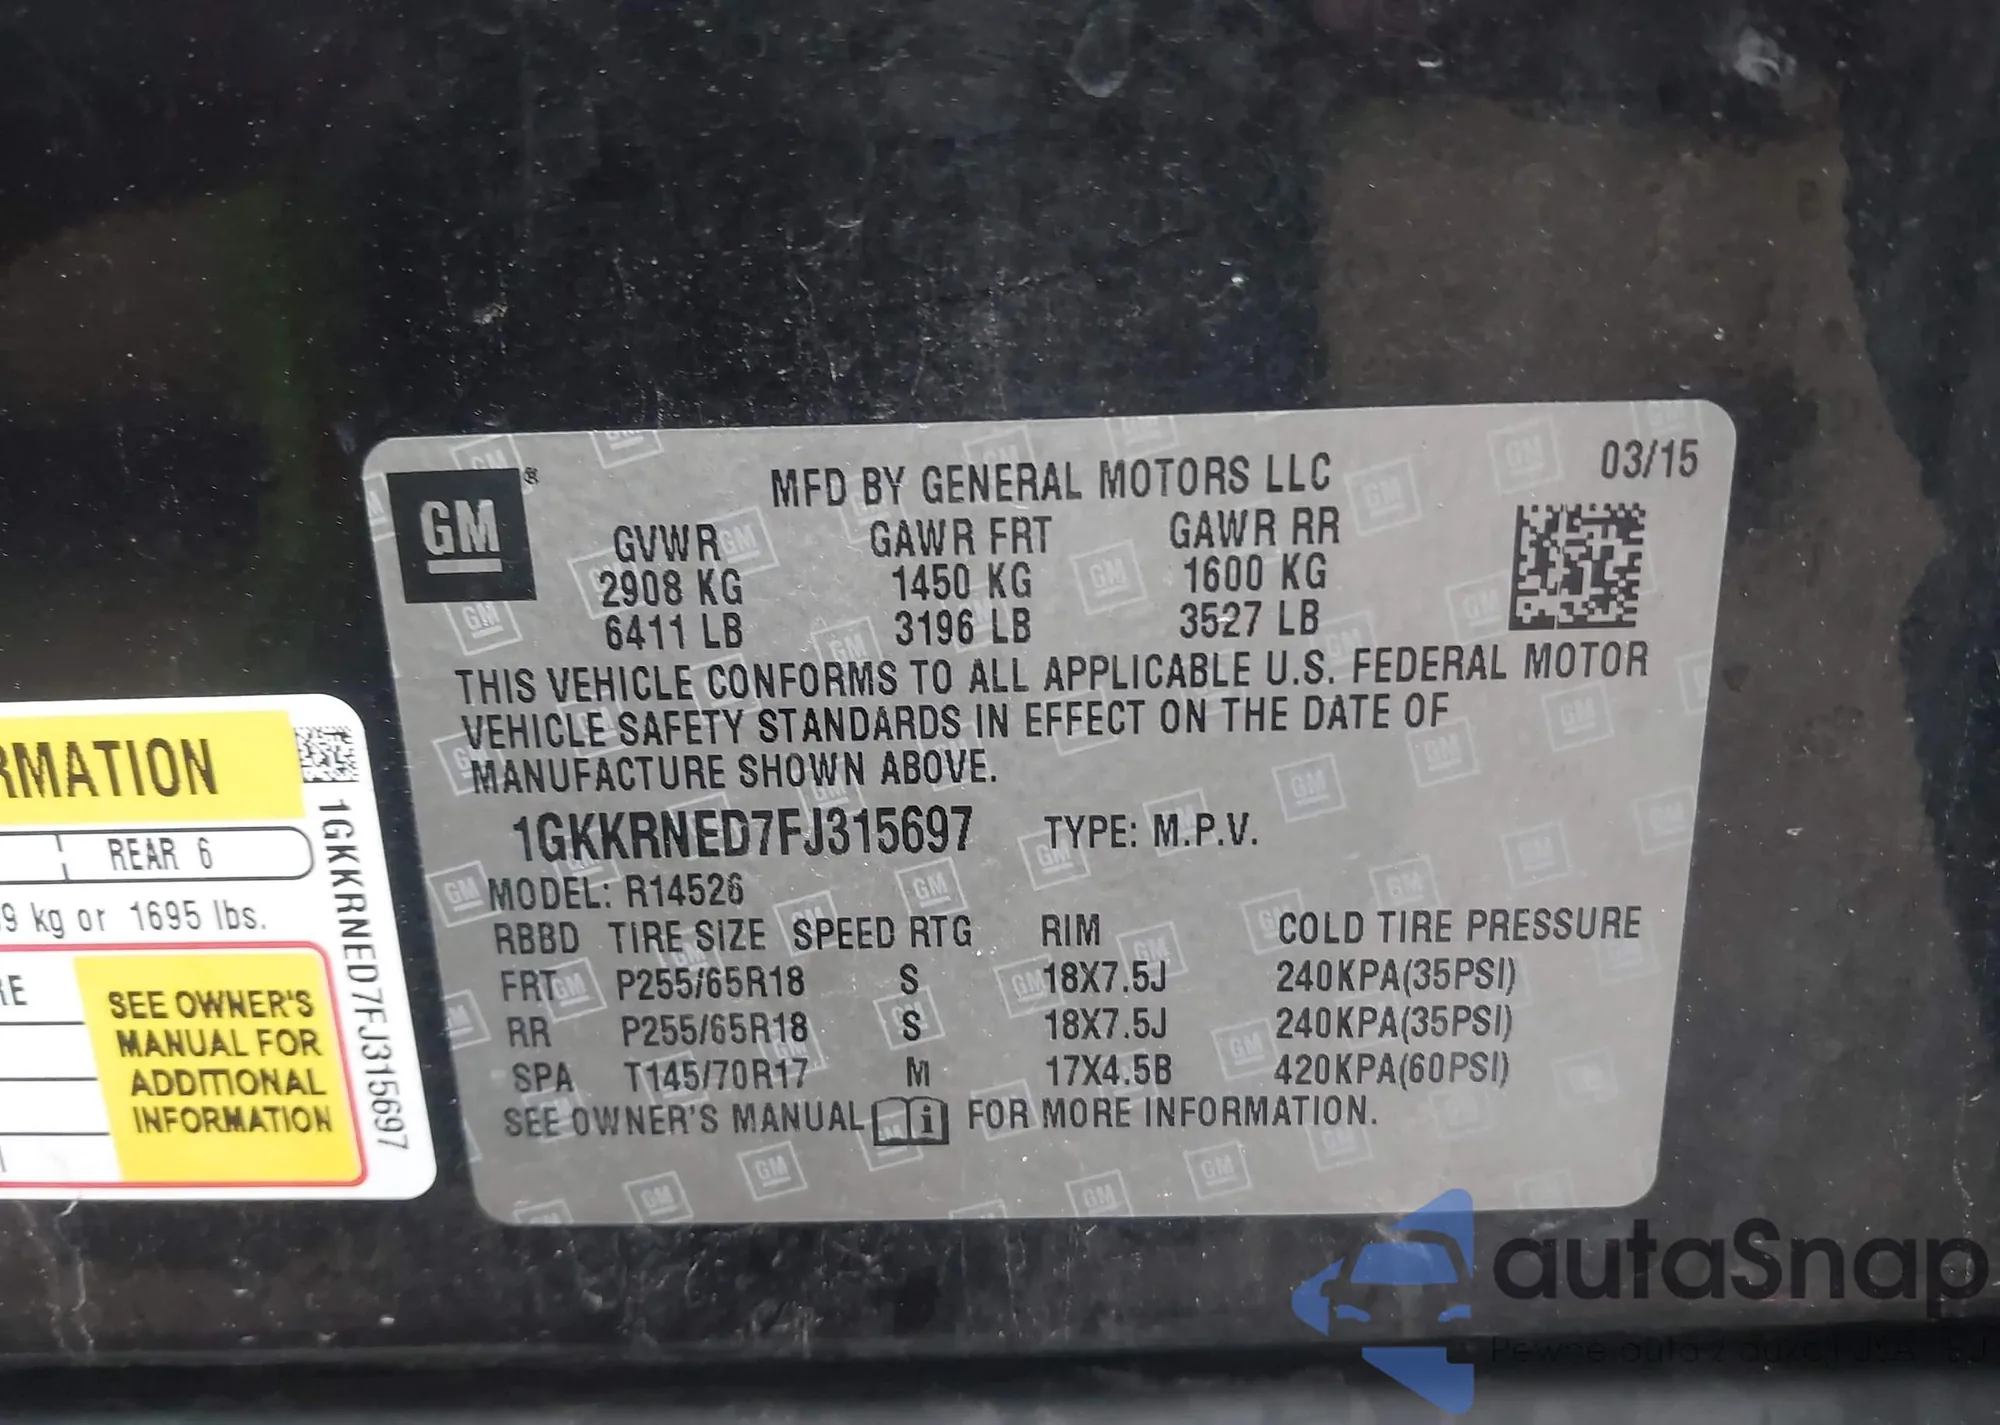 GM ®
MFD BY GENERAL MOTORS LLC
03/15
GVWR GAWR FRT GAWR RR
2908 KG 1450 KG 1600 KG
6411 LB 3196 LB 3527 LB
THIS VEHICLE CONFORMS TO ALL APPLICABLE U.S. FEDERAL MOTOR
VEHICLE SAFETY STANDARDS IN EFFECT ON THE DATE OF
MANUFACTURE SHOWN ABOVE.
1GKKRNED7FJ315697 TYPE: M.P.V.
MODEL: R14526
RBBD TIRE SIZE SPEED RTG RIM COLD TIRE PRESSURE
FRT P255/65R18 S 18X7.5J 240KPA(35PSI)
RR P255/65R18 S 18X7.5J 240KPA(35PSI)
SPA T145/70R17 M 17X4.5B 420KPA(60PSI)
SEE OWNER'S MANUAL i FOR MORE INFORMATION.
RMATION
REAR 6
9 kg or 1695 lbs.
RE
SEE OWNER'S
MANUAL FOR
ADDITIONAL
INFORMATION
1GKKRNED7FJ315697
autaSnap
Pewne auta z aukcji